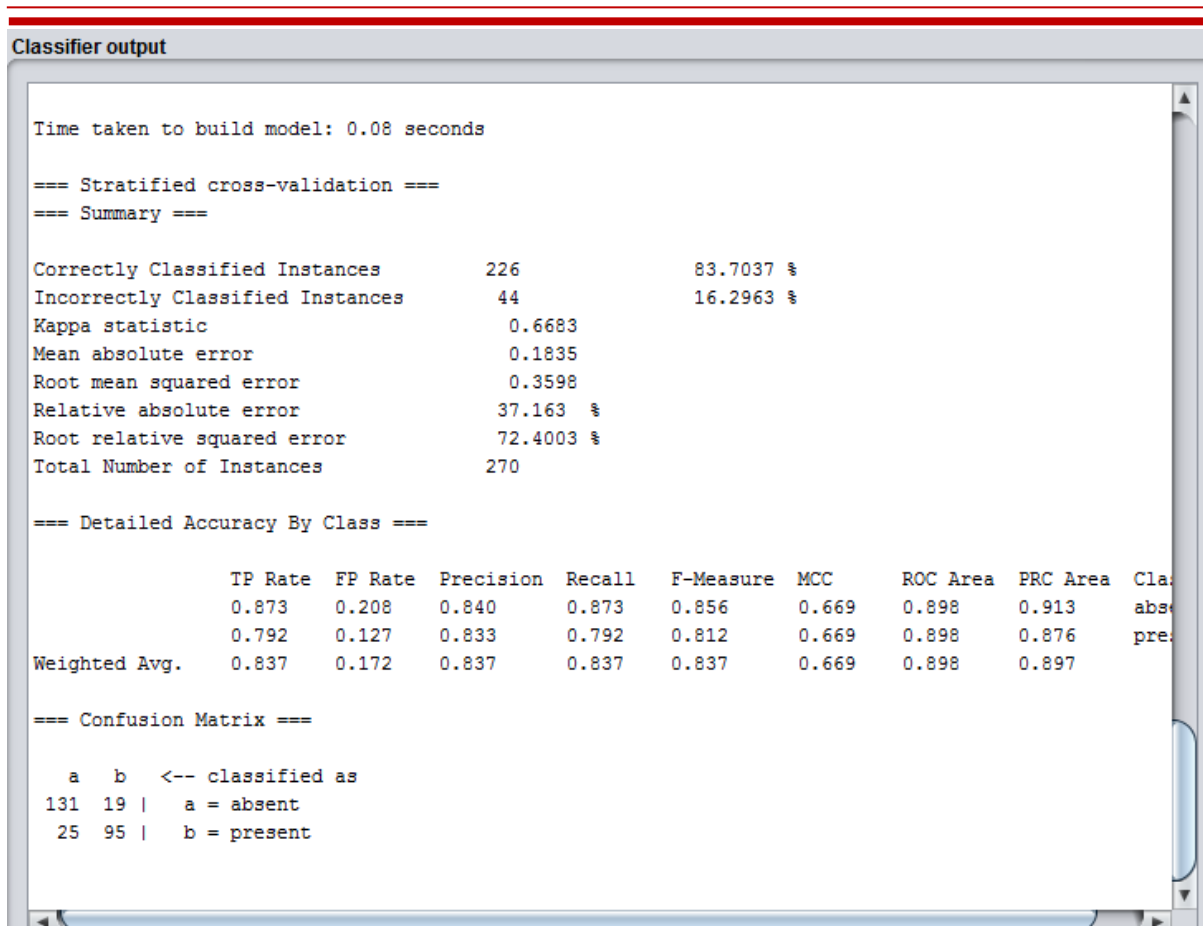 Classifier output
Time taken to build model: 0.08 seconds
=== Stratified cross-validation ===
=== Summary ===
Correctly Classified Instances 226 83.7037 %
Incorrectly Classified Instances 44 16.2963 %
Kappa statistic 0.6683
Mean absolute error 0.1835
Root mean squared error 0.3598
Relative absolute error 37.163 %
Root relative squared error 72.4003 %
Total Number of Instances 270
=== Detailed Accuracy By Class ===
TP Rate FP Rate Precision Recall F-Measure MCC ROC Area PRC Area
0.873 0.208 0.840 0.873 0.856 0.669 0.898 0.913
0.792 0.127 0.833 0.792 0.812 0.669 0.898 0.876
Weighted Avg. 0.837 0.172 0.837 0.837 0.837 0.669 0.898 0.897
=== Confusion Matrix ===
a b <-- classified as
131 19 | a = absent
25 95 | b = present